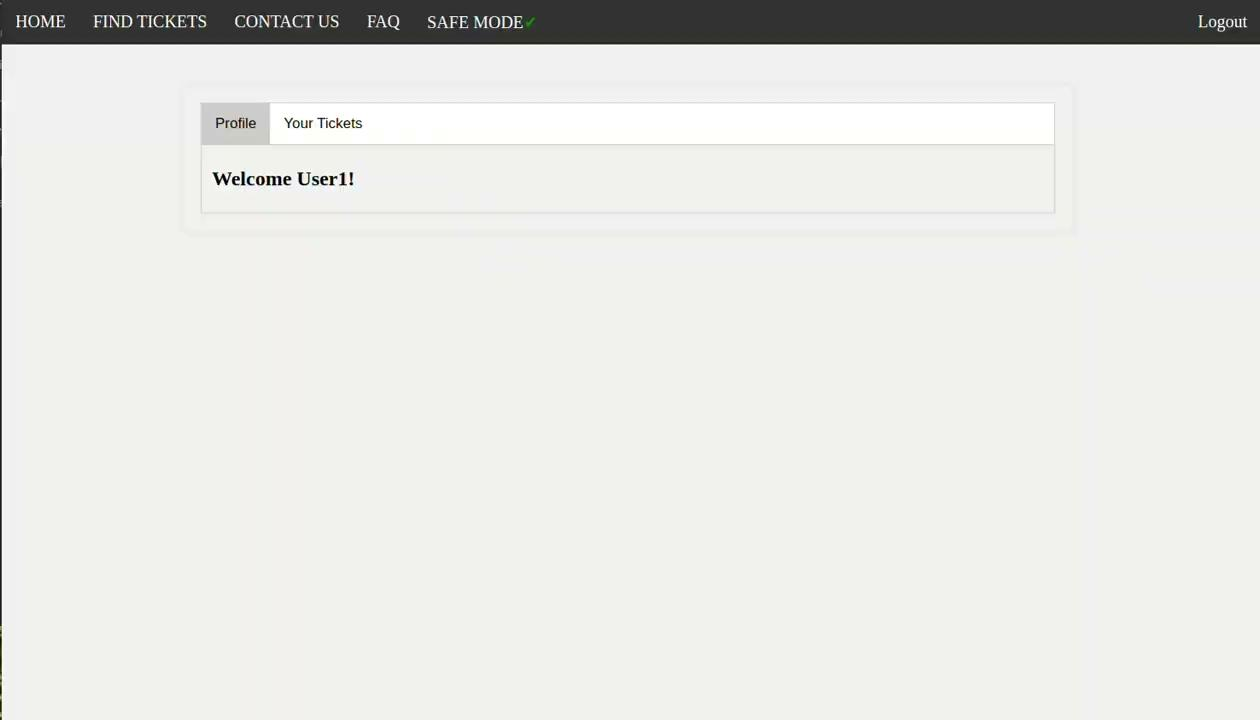 HOME FIND TICKETS CONTACT US FAQ SAFE MODE✔ Logout
Profile Your Tickets
Welcome User1!